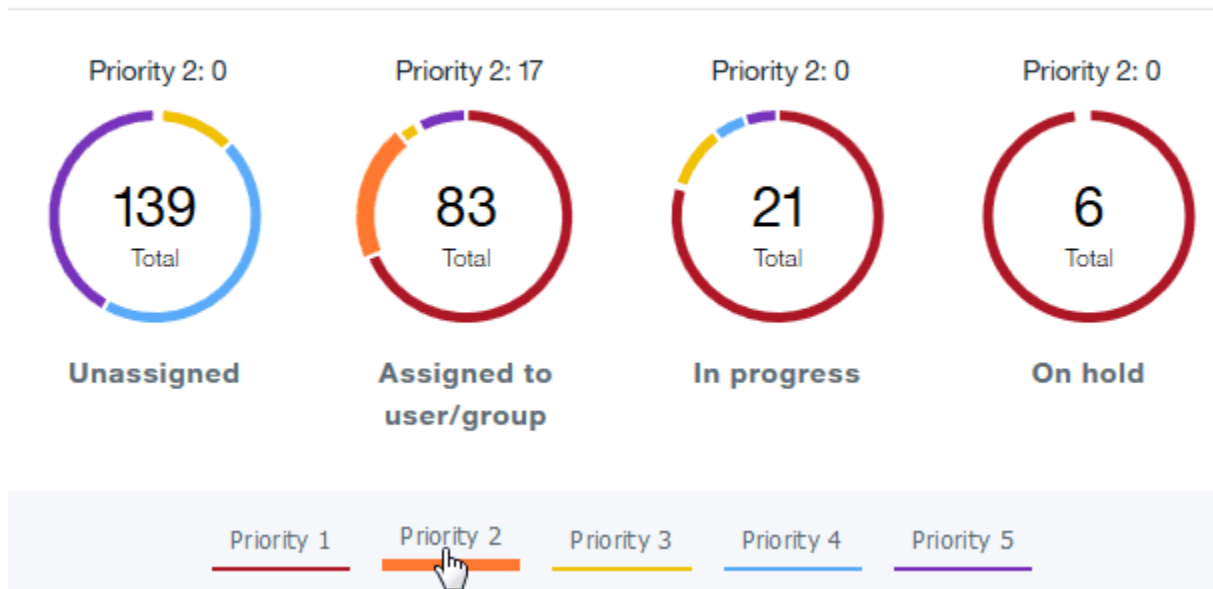 Priority 2: 0
Priority 2: 17
Priority 2: 0
Priority 2: 0
139
Total
83
Total
21
Total
6
Total
Unassigned
Assigned to
user/group
In progress
On hold
Priority 1
Priority 2
Priority 3
Priority 4
Priority 5